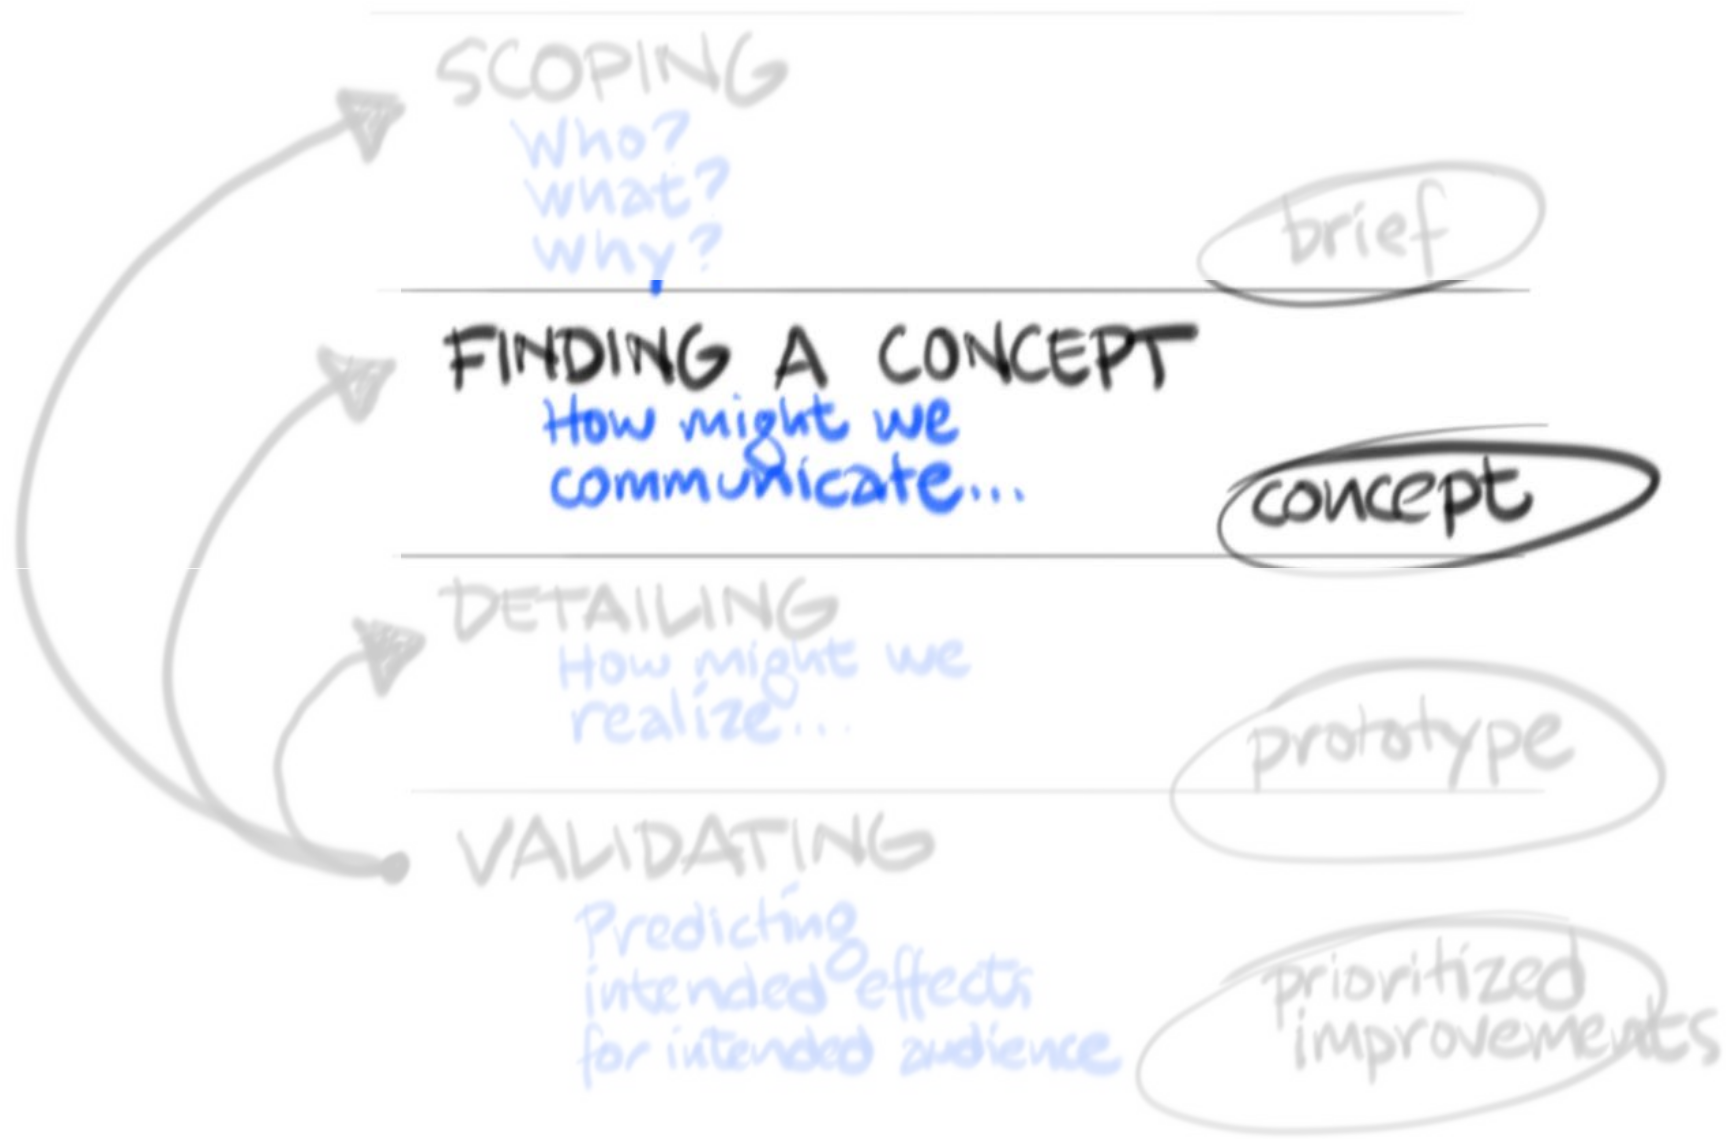 SCOPING
Who?
What?
Why?
brief
FINDING A CONCEPT
How might we
communicate...
concept
DETAILING
How might we
realize...
prototype
VALIDATING
Predicting
intended effects
for intended audience
prioritized
improvements